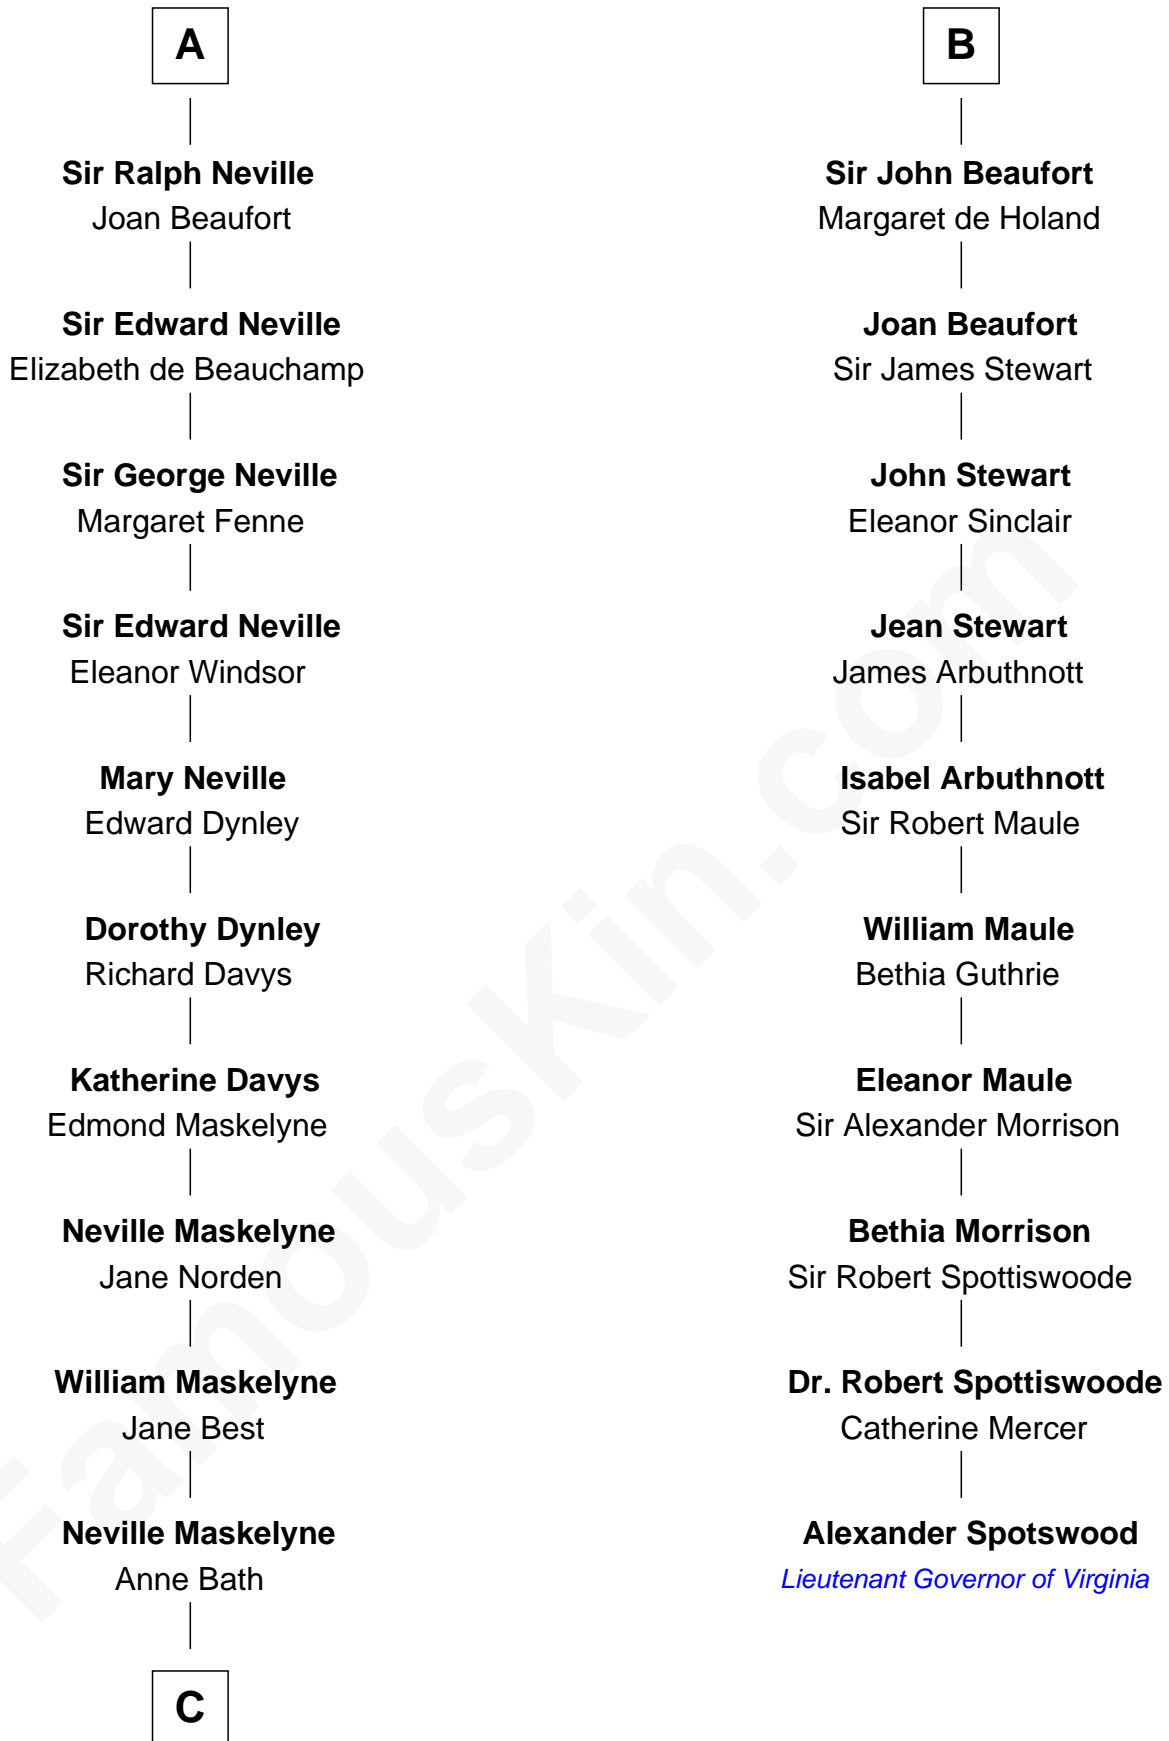 A
Sir Ralph Neville
Joan Beaufort
Sir Edward Neville
Elizabeth de Beauchamp
Sir George Neville
Margaret Fenne
Sir Edward Neville
Eleanor Windsor
Mary Neville
Edward Dynley
Dorothy Dynley
Richard Davys
Katherine Davys
Edmond Maskelyne
Neville Maskelyne
Jane Norden
William Maskelyne
Jane Best
Neville Maskelyne
Anne Bath
C
B
Sir John Beaufort
Margaret de Holand
Joan Beaufort
Sir James Stewart
John Stewart
Eleanor Sinclair
Jean Stewart
James Arbuthnott
Isabel Arbuthnott
Sir Robert Maule
William Maule
Bethia Guthrie
Eleanor Maule
Sir Alexander Morrison
Bethia Morrison
Sir Robert Spottiswoode
Dr. Robert Spottiswoode
Catherine Mercer
Alexander Spotswood
Lieutenant Governor of Virginia
FamousKin.com